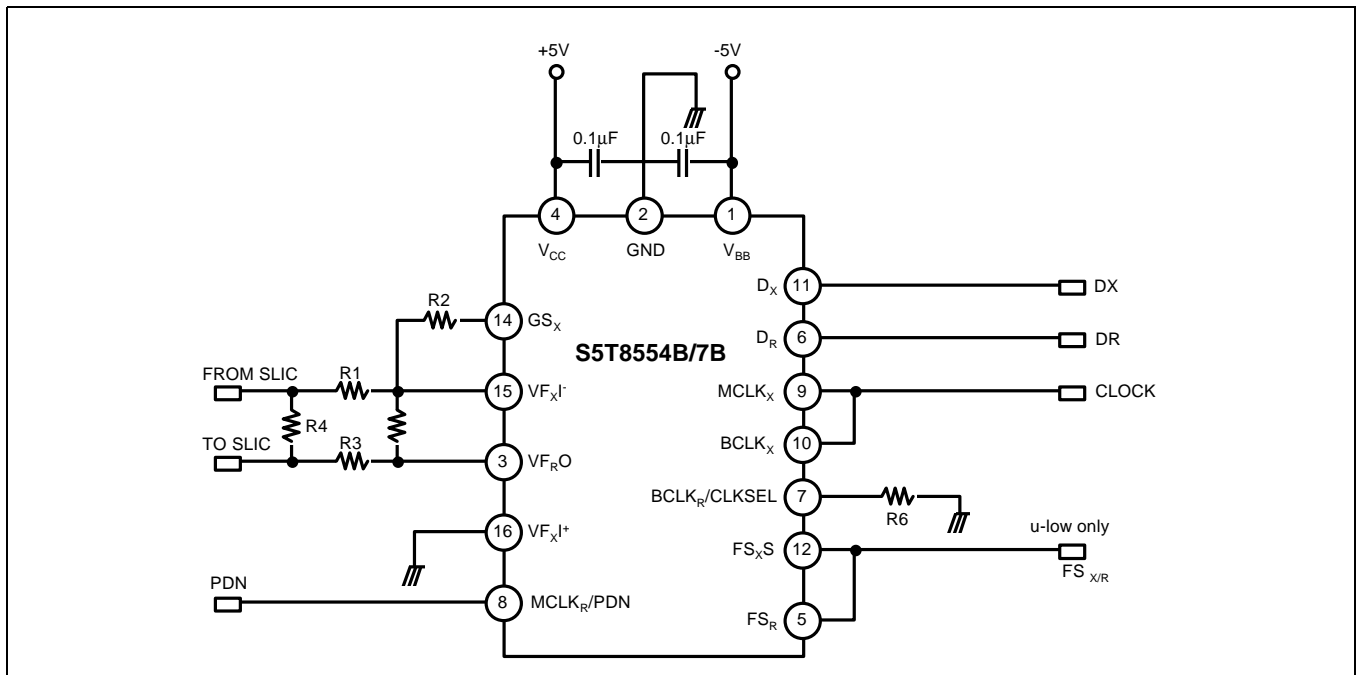 +5V
-5V
0.1µF
0.1µF
4
2
1
VCC
GND
VBB
DX
11
DX
R2
14
GSX
S5T8554B/7B
DR
6
DR
FROM SLIC
R1
15
VFXI-
MCLKX
9
CLOCK
R4
BCLKX
10
TO SLIC
R3
3
VFRO
BCLKR/CLKSEL
7
R6
16
VFXI+
u-low only
FSXS
12
FS X/R
PDN
8
MCLKR/PDN
FSR
5